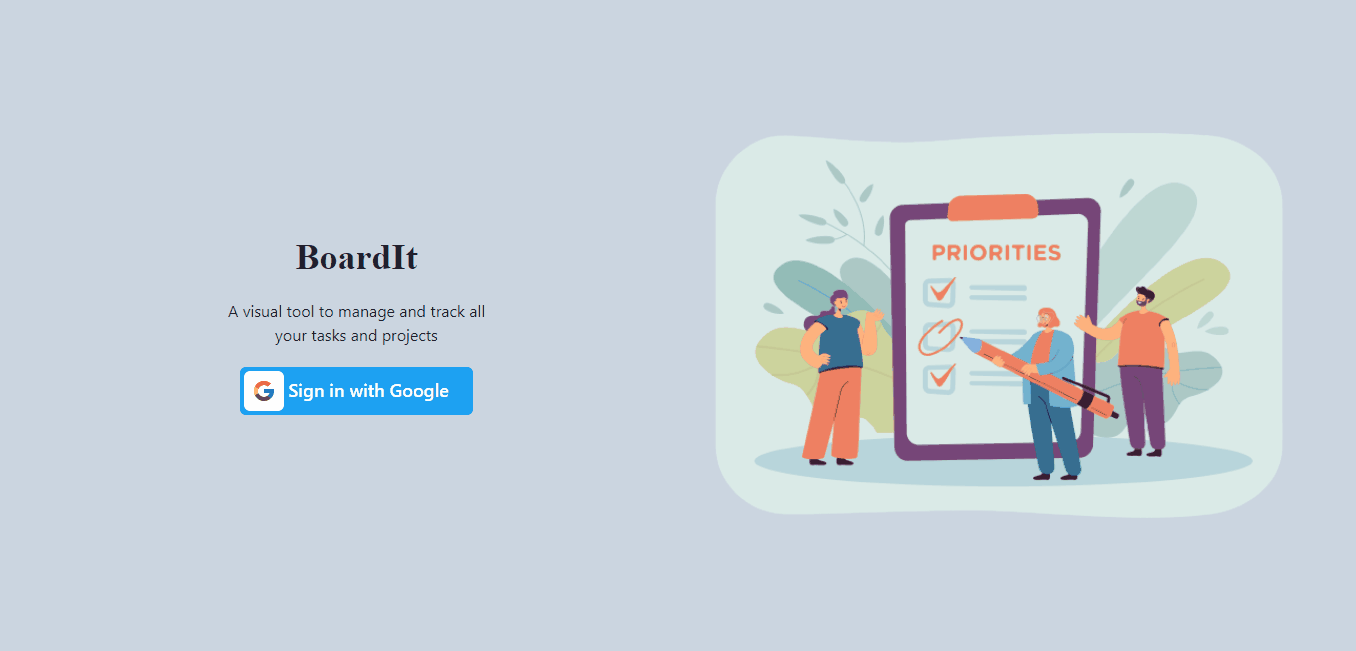 BoardIt
A visual tool to manage and track all
your tasks and projects
Sign in with Google
PRIORITIES